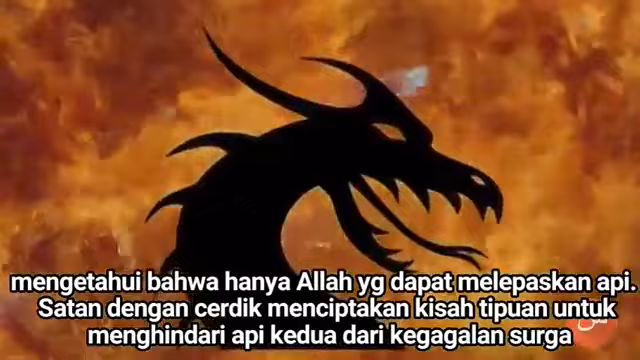 mengetahui bahwa hanya Allah yg dapat melepaskan api.
Satan dengan cerdik menciptakan kisah tipuan untuk
menghindari api kedua dari kegagalan surga